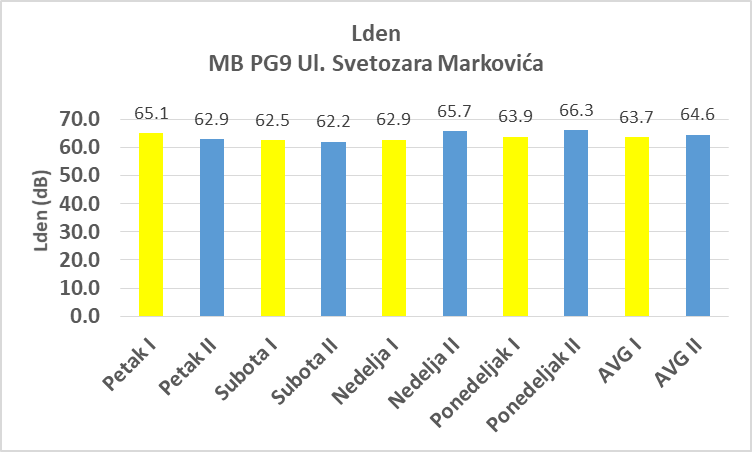 Lden
MB PG9 Ul. Svetozara Markovića
65.1 62.9 62.5 62.2 62.9 65.7 63.9 66.3 63.7 64.6
70.0
60.0
50.0
40.0
30.0
20.0
10.0
0.0
Lden (dB)
Petak I
Petak II
Subota I
Subota II
Nedelja I
Nedelja II
Ponedeljak I
Ponedeljak II
AVG I
AVG II